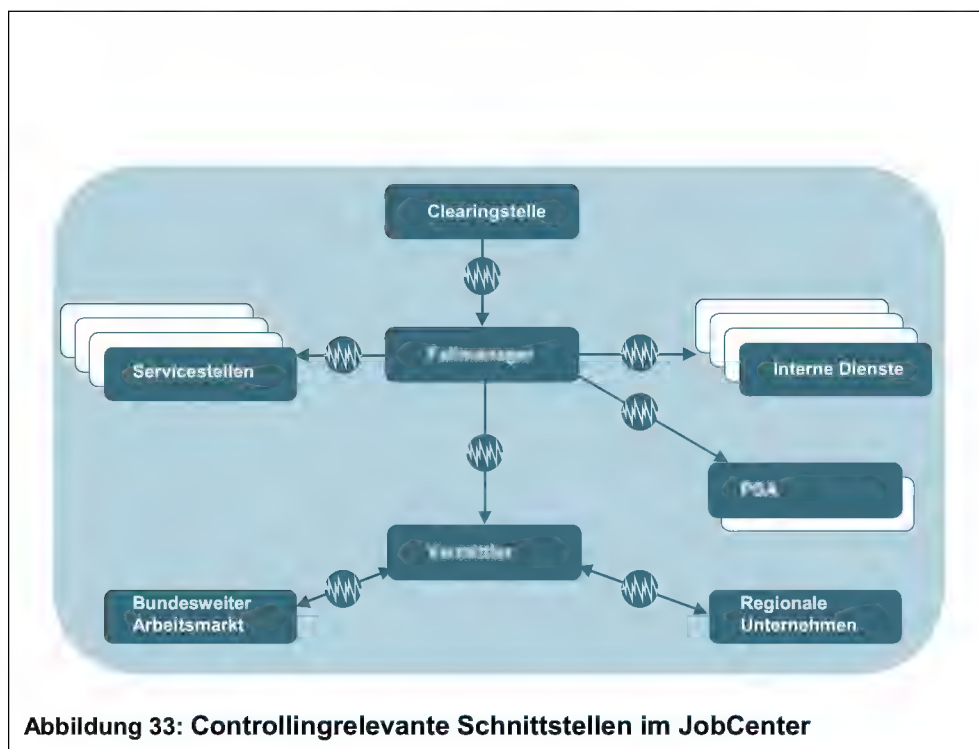 Clearingstelle
Servicestellen
Fallmanager
Interne Dienste
PSA
Vermittler
Bundesweiter
Arbeitsmarkt
Regionale
Unternehmen
Abbildung 33: Controllingrelevante Schnittstellen im JobCenter